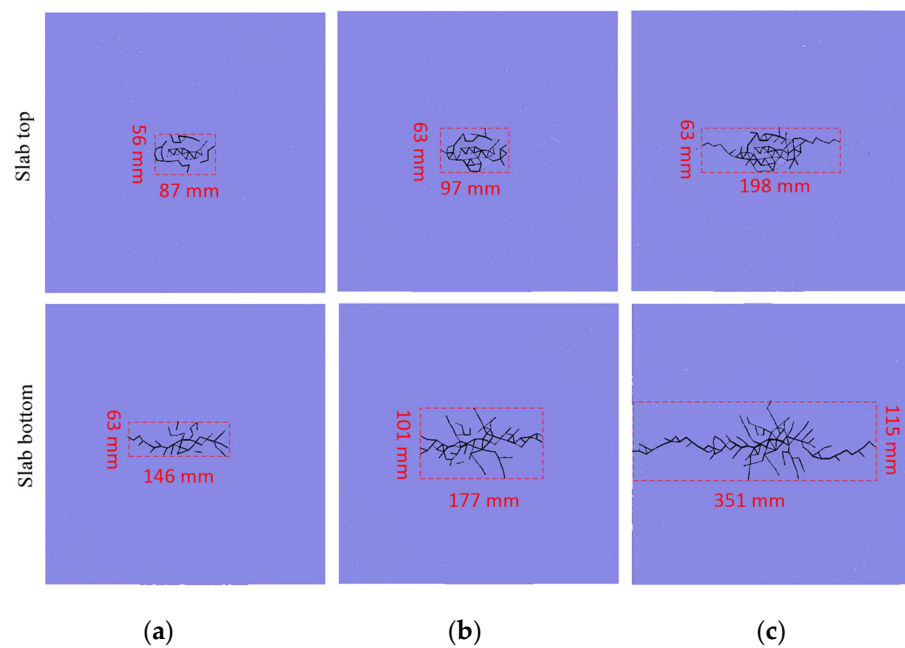 Slab top
56 mm
87 mm
63 mm
97 mm
63 mm
198 mm
Slab bottom
63 mm
146 mm
101 mm
177 mm
115 mm
351 mm
(a)
(b)
(c)